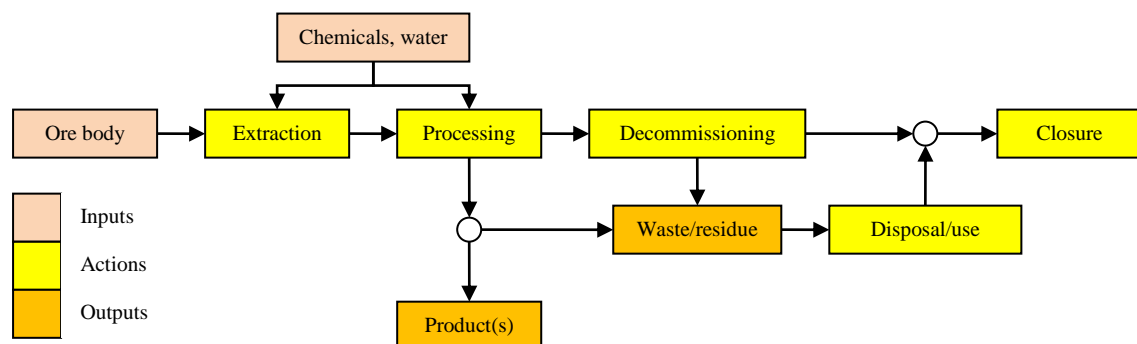 Chemicals, water
Ore body
Extraction
Processing
Decommissioning
Closure
Inputs
Waste/residue
Disposal/use
Actions
Outputs
Product(s)